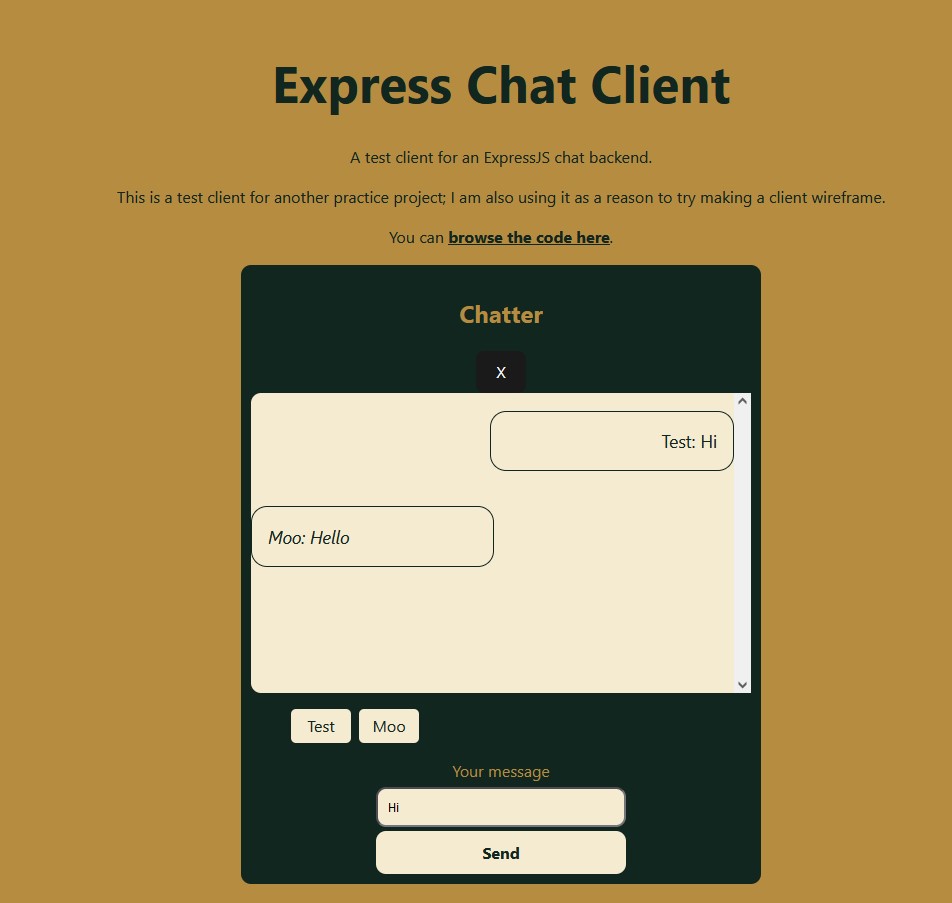 Express Chat Client
A test client for an ExpressJS chat backend.
This is a test client for another practice project; I am also using it as a reason to try making a client wireframe.
You can browse the code here.
Chatter
X
Test: Hi
Moo: Hello
Test Moo
Your message
Hi
Send